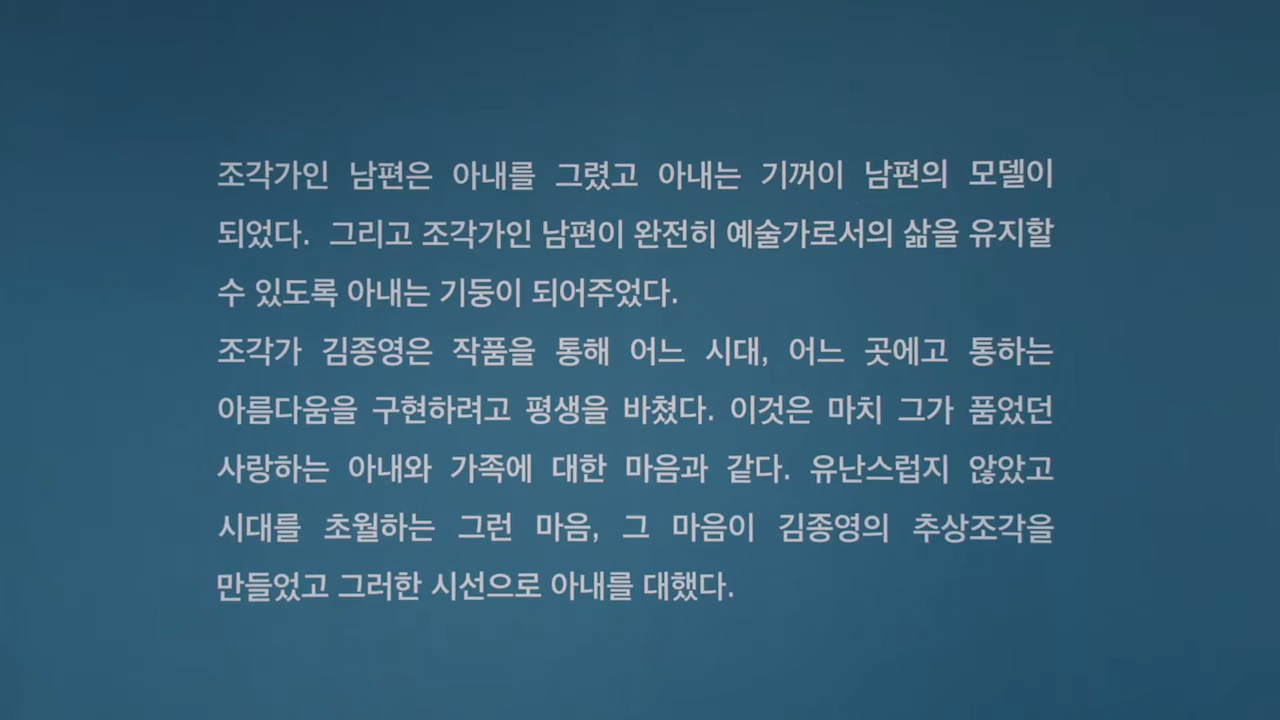 조각가인 남편은 아내를 그렸고 아내는 기꺼이 남편의 모델이
되었다. 그리고 조각가인 남편이 완전히 예술가로서의 삶을 유지할
수 있도록 아내는 기둥이 되어주었다.
조각가 김종영은 작품을 통해 어느 시대, 어느 곳에고 통하는
아름다움을 구현하려고 평생을 바쳤다. 이것은 마치 그가 품었던
사랑하는 아내와 가족에 대한 마음과 같다. 유난스럽지 않았고
시대를 초월하는 그런 마음, 그 마음이 김종영의 추상조각을
만들었고 그러한 시선으로 아내를 대했다.